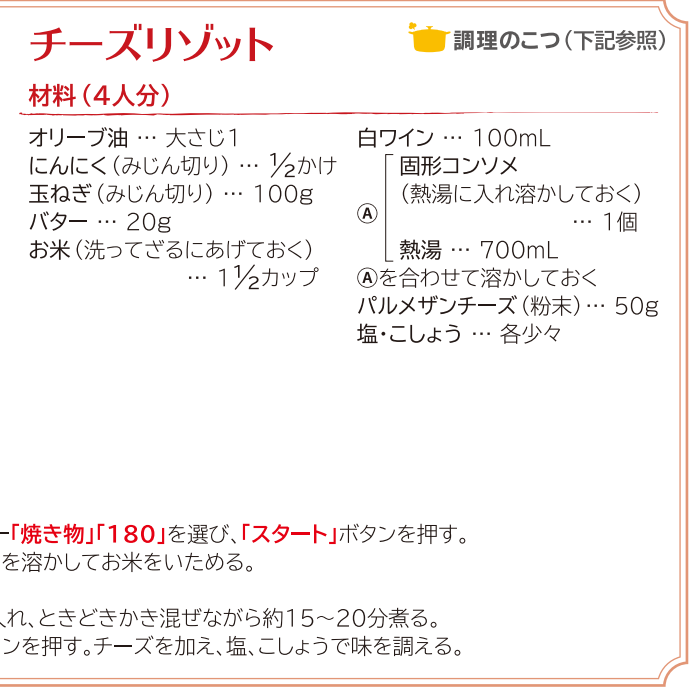 チーズリゾット
調理のこつ(下記参照)
材料(4人分)
オリーブ油 … 大さじ1
にんにく(みじん切り) … 1/2かけ
玉ねぎ(みじん切り) … 100g
バター … 20g
お米(洗ってざるにあげておく)
… 1 1/2カップ
白ワイン … 100mL
Ⓐ
固形コンソメ
(熱湯に入れ溶かしておく)
… 1個
熱湯 … 700mL
Ⓐを合わせて溶かしておく
パルメザンチーズ(粉末)… 50g
塩・こしょう … 各少々
ー「焼き物」「180」を選び、「スタート」ボタンを押す。
を溶かしてお米をいためる。
入れ、ときどきかき混ぜながら約15〜20分煮る。
ンを押す。チーズを加え、塩、こしょうで味を調える。